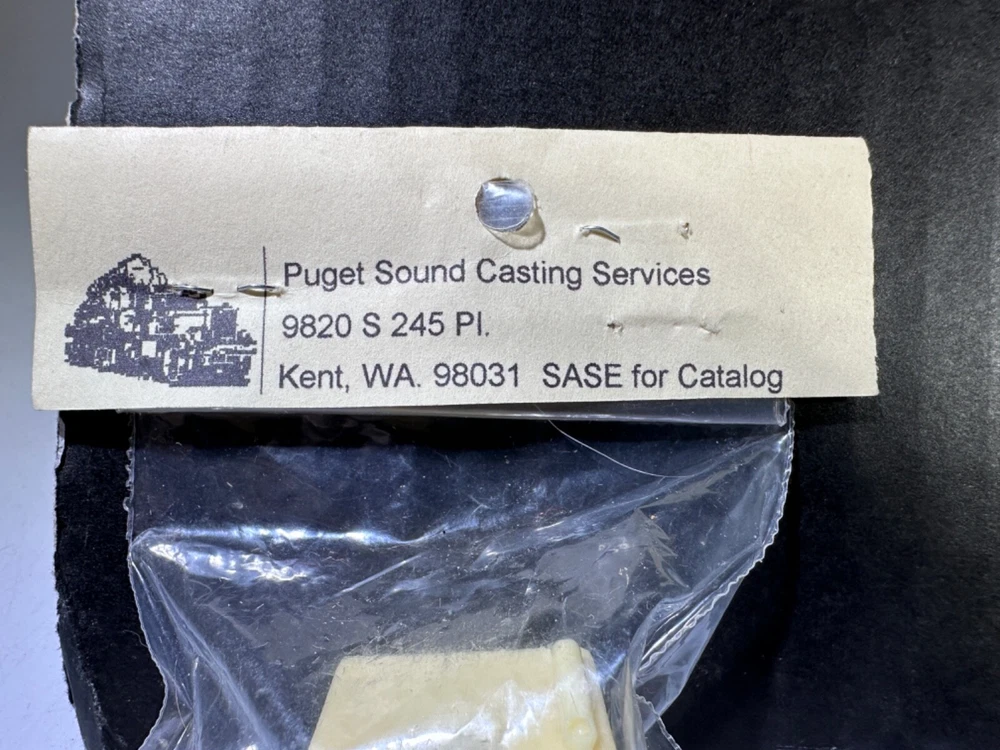 Puget Sound Casting Services
9820 S 245 Pl.
Kent, WA. 98031 SASE for Catalog